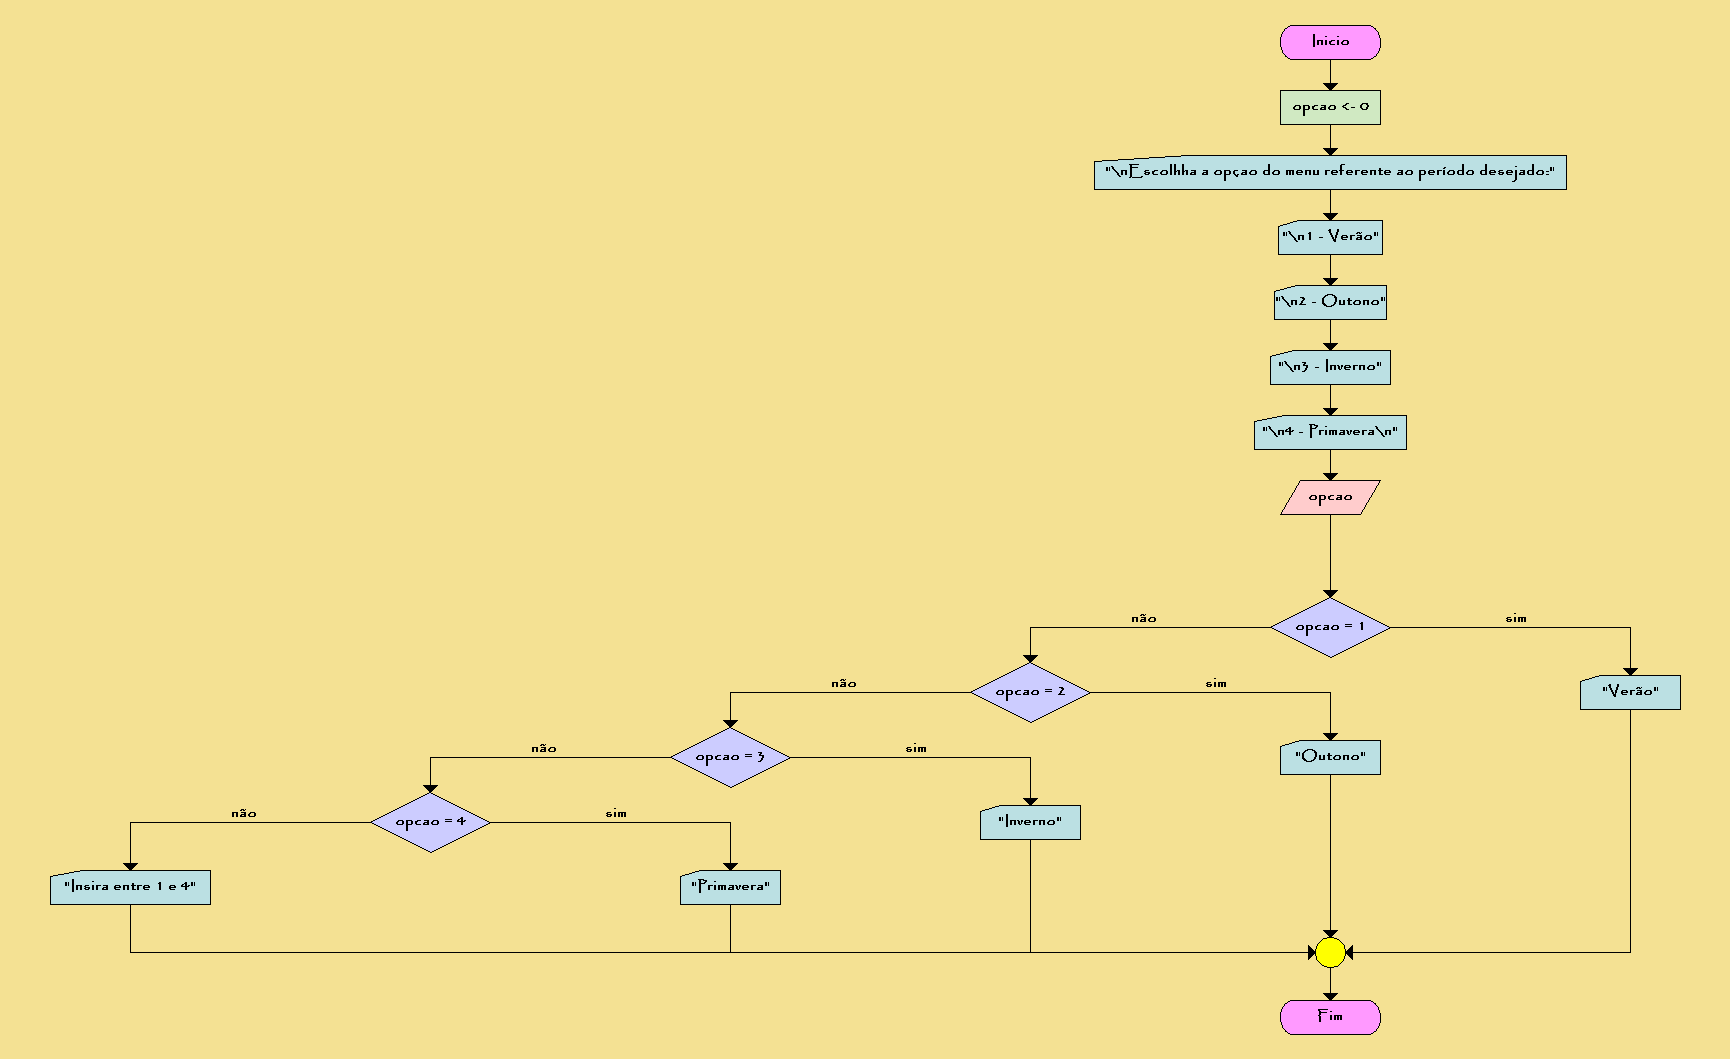 Inicio
opcao <- 0
"\nEscolhha a opçao do menu referente ao período desejado:"
"\n1 - Verão"
"\n2 - Outono"
"\n3 - Inverno"
"\n4 - Primavera\n"
opcao
não
opcao = 1
sim
não
opcao = 2
sim
"Verão"
não
opcao = 3
sim
"Outono"
não
opcao = 4
sim
"Inverno"
"Insira entre 1 e 4"
"Primavera"
Fim